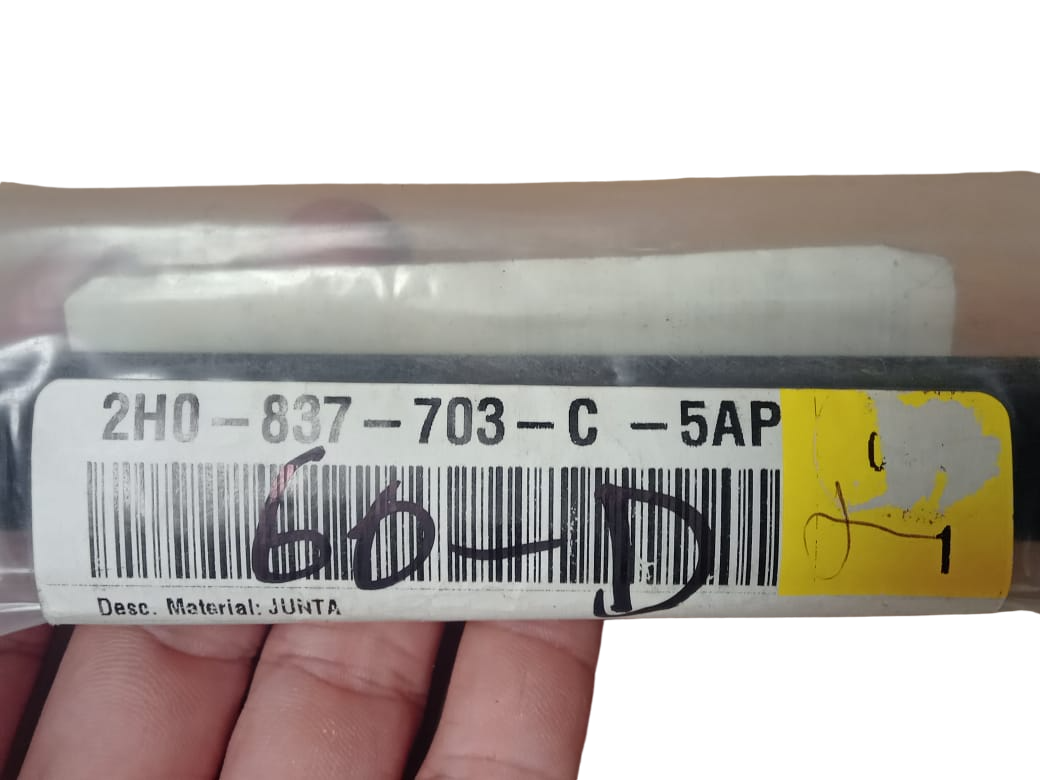 2H0-837-703-C -5AP
60-D
1
Desc. Material: JUNTA